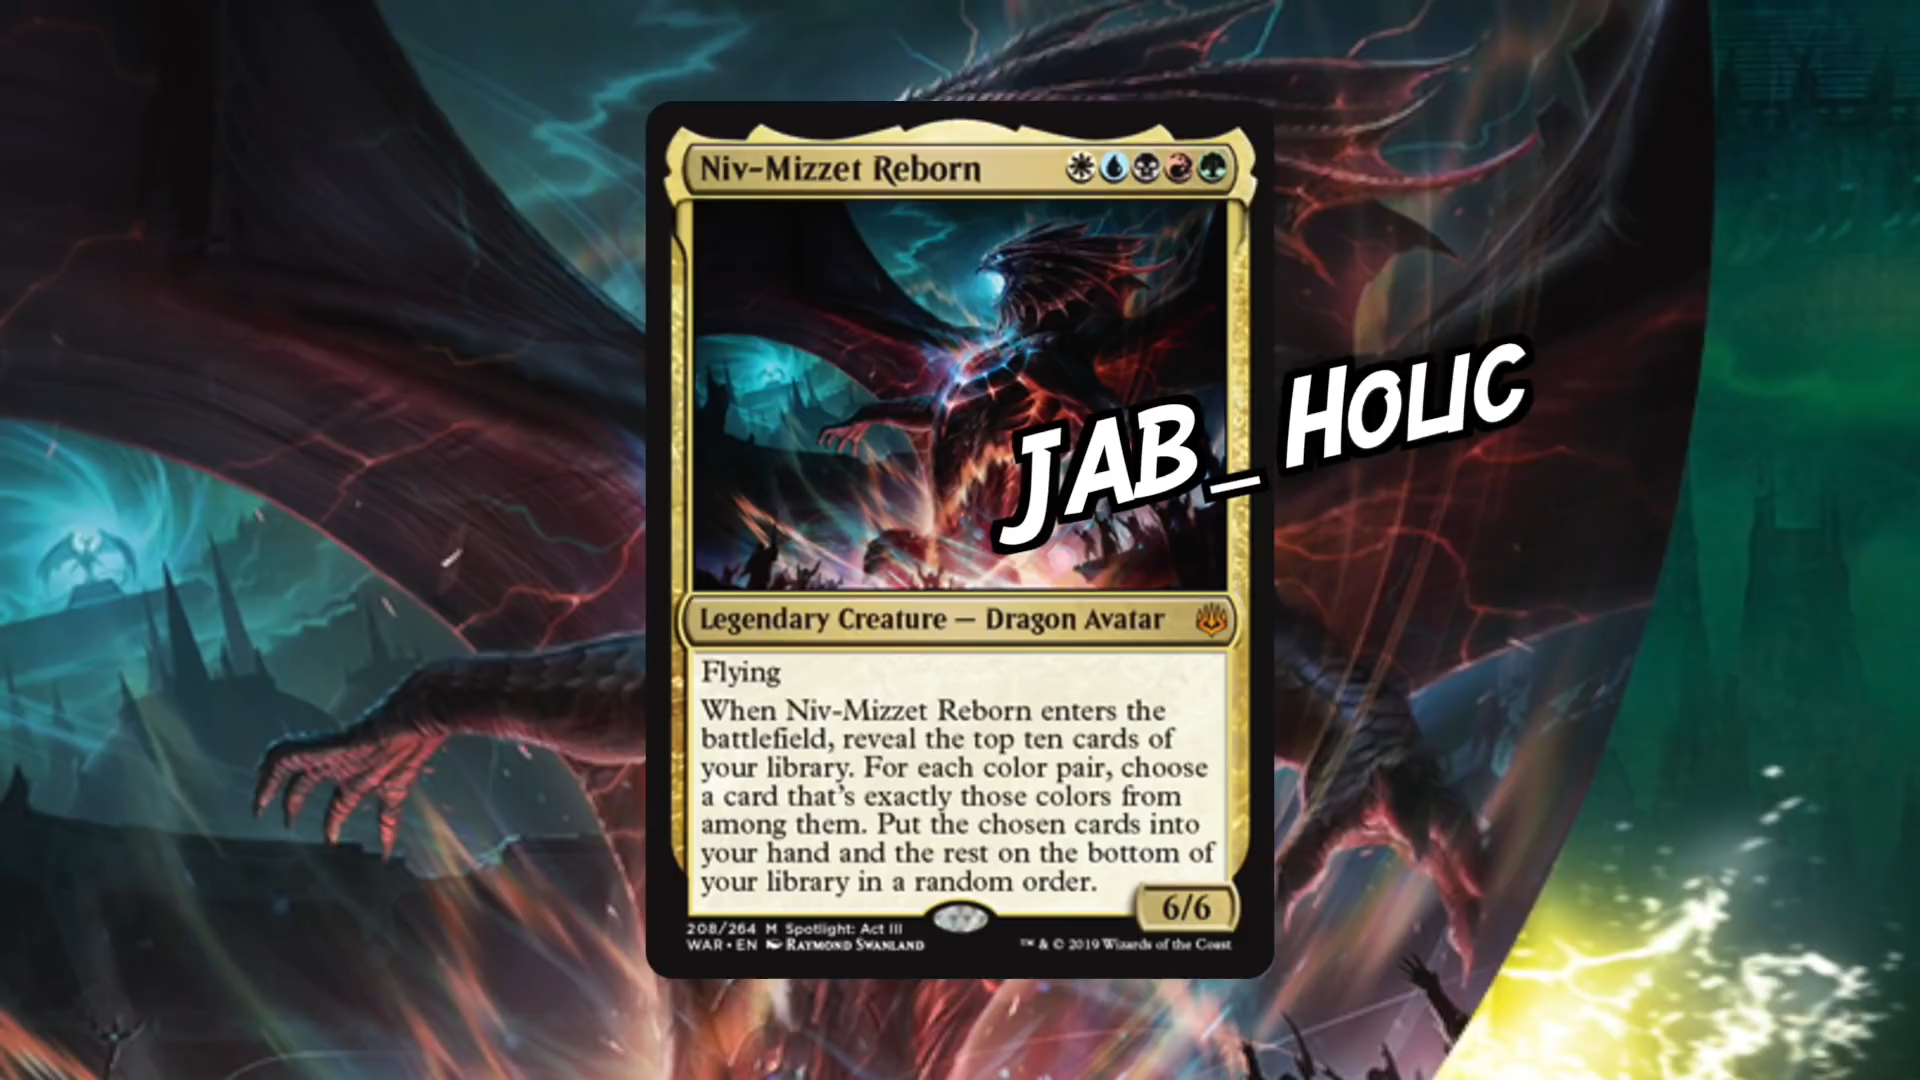 Niv-Mizzet Reborn
JAB_HOLIC
Legendary Creature — Dragon Avatar
Flying
When Niv-Mizzet Reborn enters the
battlefield, reveal the top ten cards of
your library. For each color pair, choose
a card that's exactly those colors from
among them. Put the chosen cards into
your hand and the rest on the bottom of
your library in a random order.
6/6
208/264 M Spotlight: Act III
WAR • EN Raymond Swanland
™ & © 2019 Wizards of the Coast